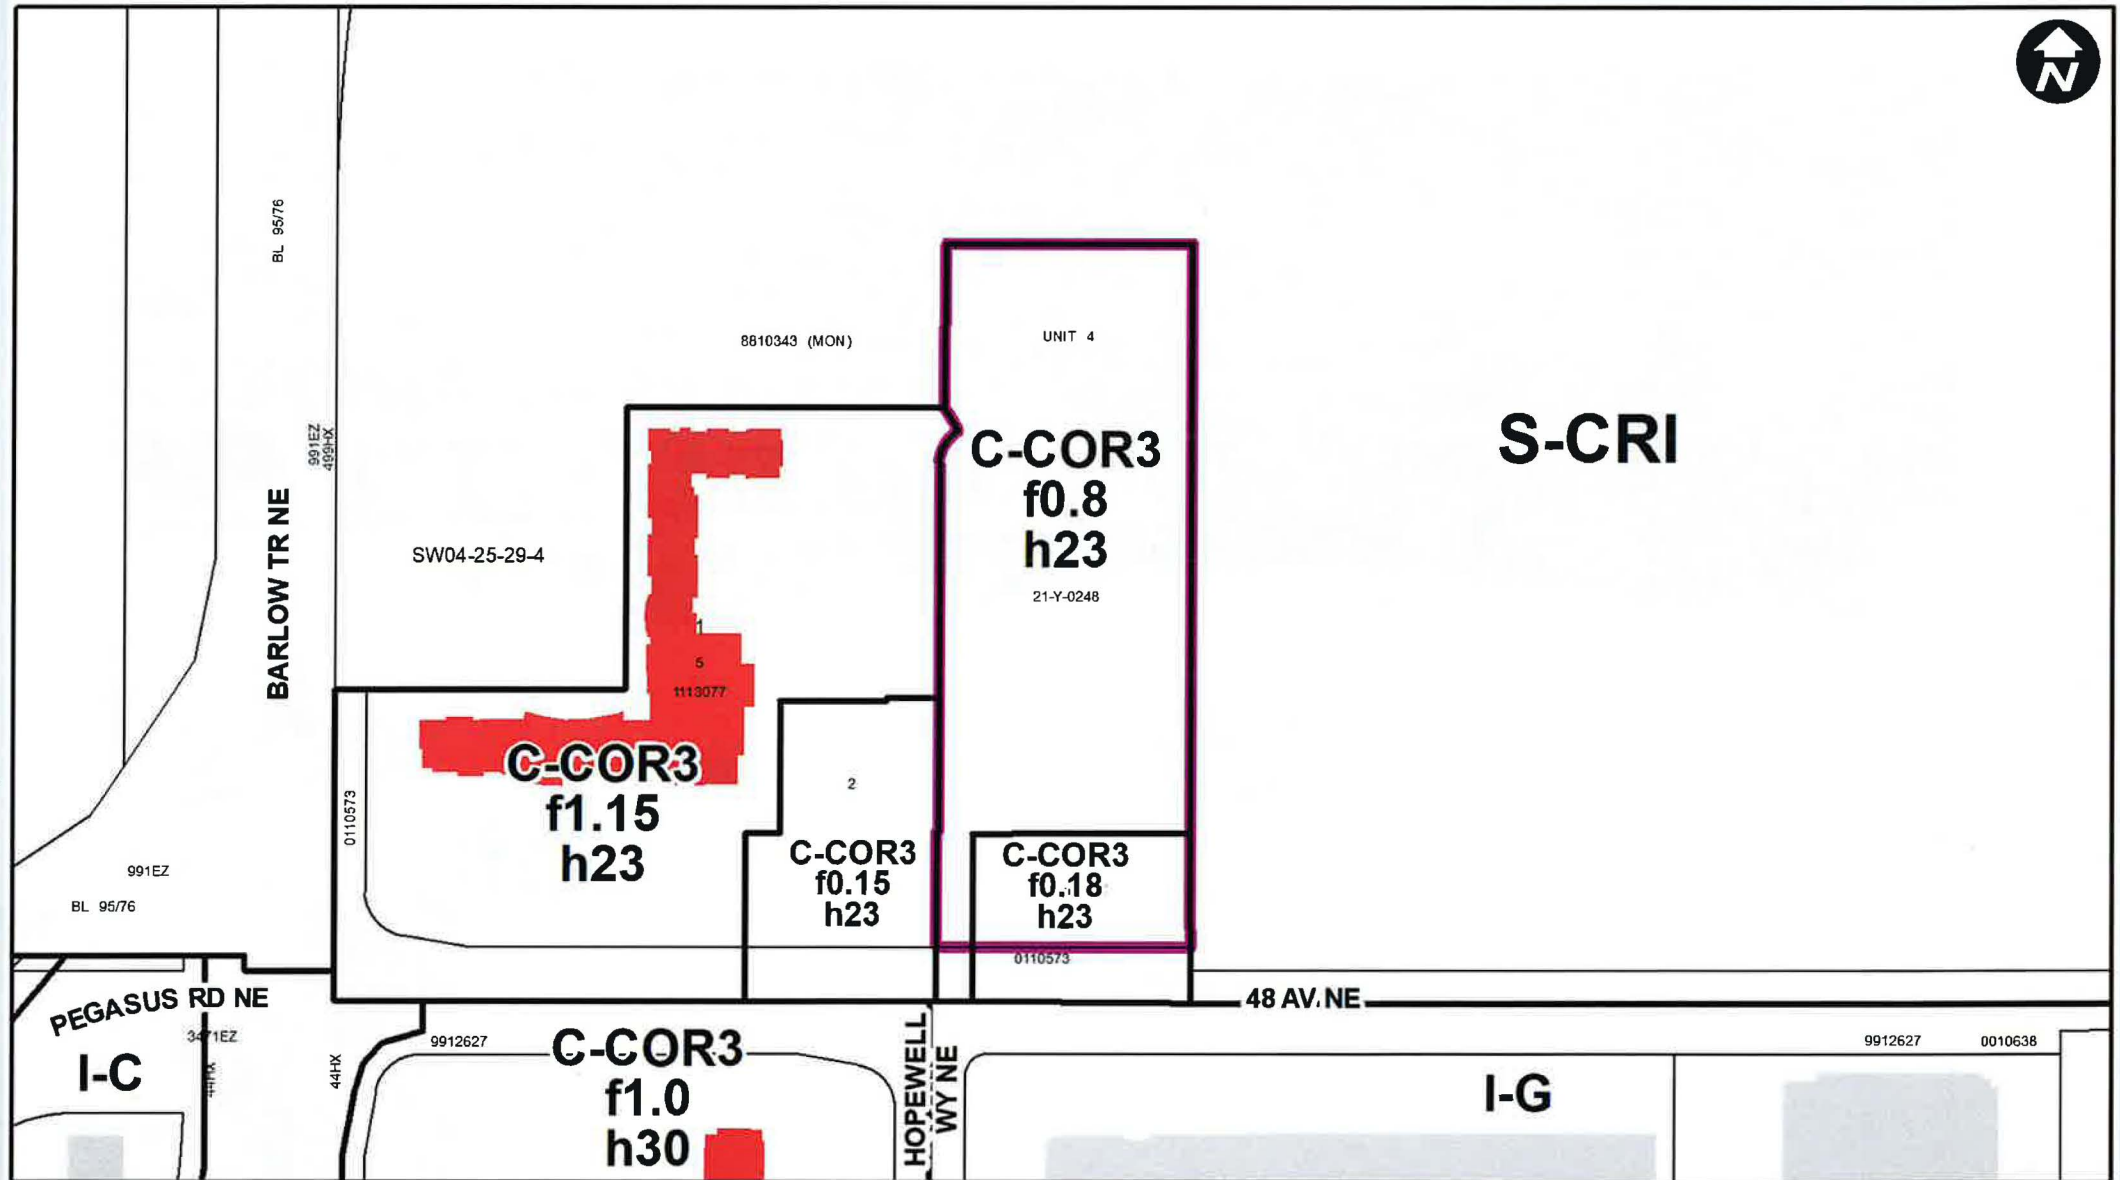 N
BL 95/76
8810343 (MON)
UNIT 4
991EZ
499HX
C-COR3
f0.8
h23
S-CRI
BARLOW TR NE
SW04-25-29-4
21-Y-0248
1
5
1113077
C-COR3
f1.15
h23
2
0110573
C-COR3
f0.15
h23
C-COR3
f0.18
h23
991EZ
BL 95/76
0110573
PEGASUS RD NE
48 AV. NE
3471EZ
I-C
44HX
44HX
9912627
C-COR3
f1.0
h30
HOPEWELL
WY NE
I-G
9912627
0010638